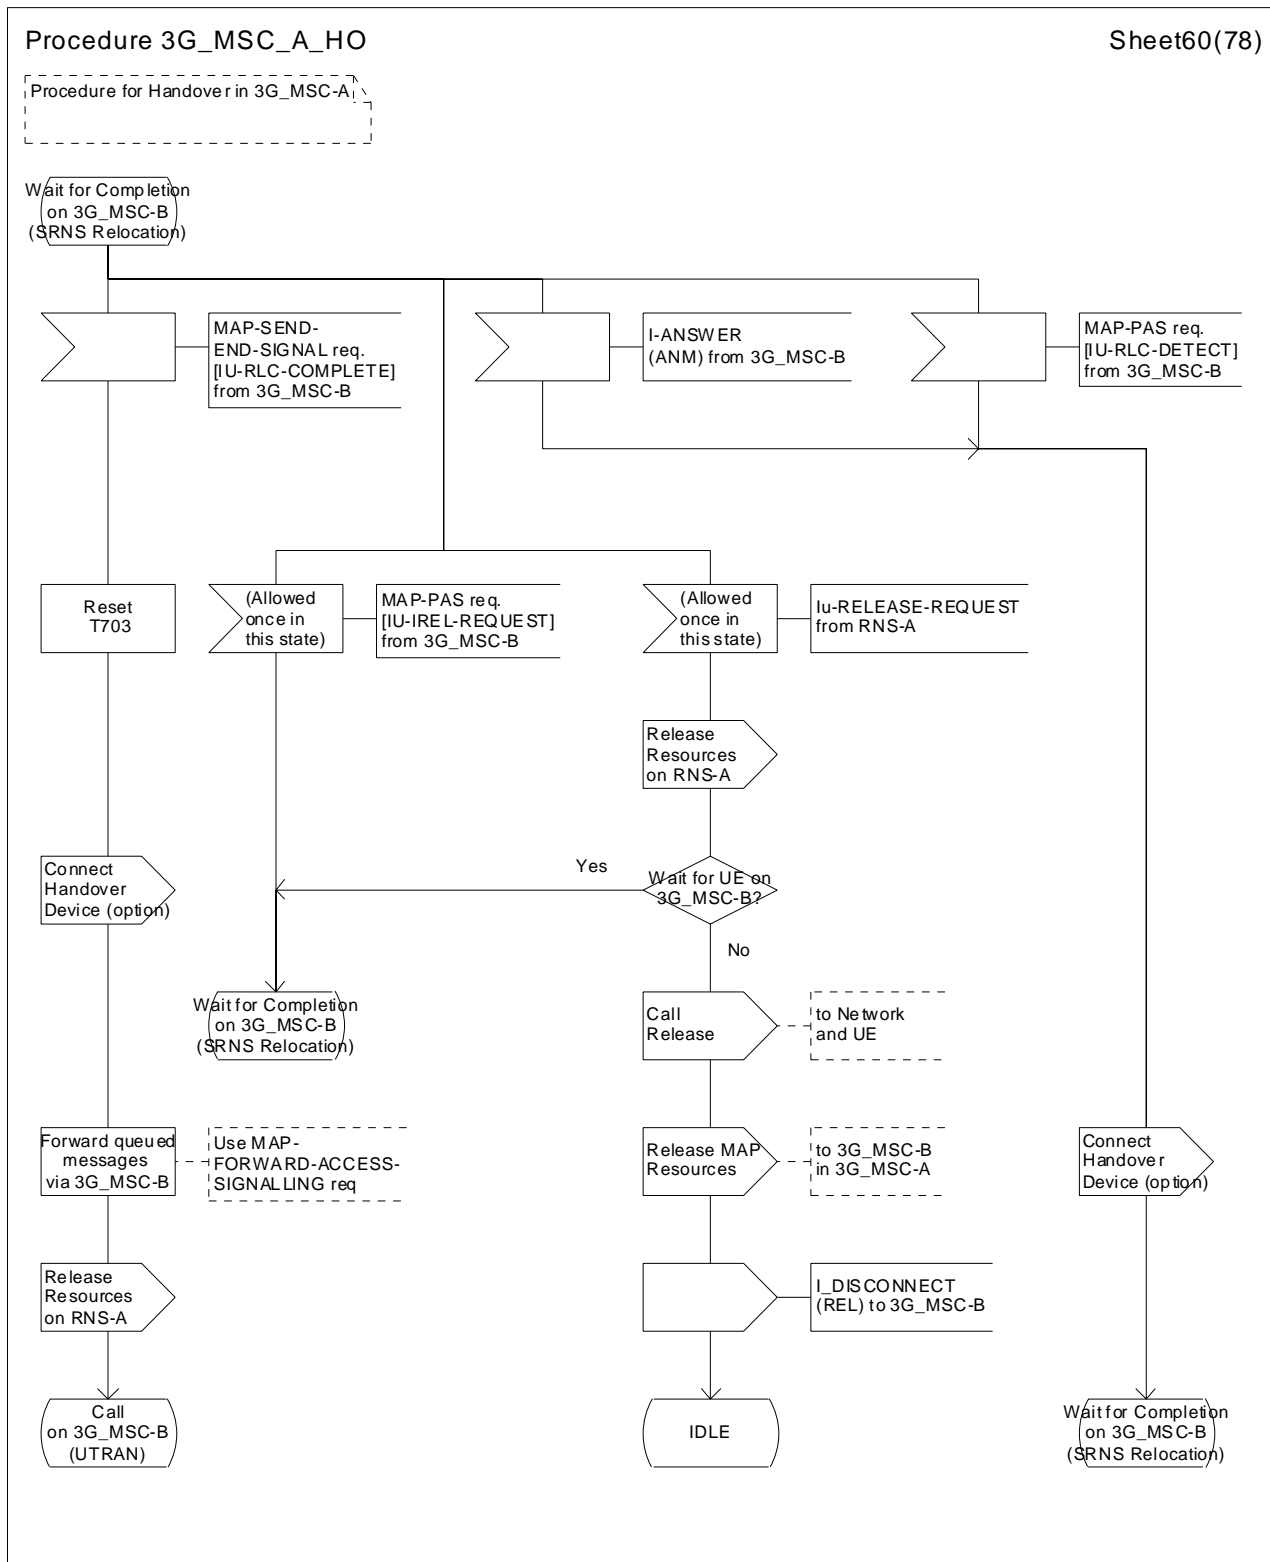 Procedure 3G_MSC_A_HO
Sheet60(78)
Procedure for Handover in 3G_MSC-A
Wait for Completion
on 3G_MSC-B
(SRNS Relocation)
MAP-SEND-
END-SIGNAL req.
[IU-RLC-COMPLETE]
from 3G_MSC-B
I-ANSWER
(ANM) from 3G_MSC-B
MAP-PAS req.
[IU-RLC-DETECT]
from 3G_MSC-B
Reset
T703
(Allowed
once in
this state)
MAP-PAS req.
[IU-IREL-REQUEST]
from 3G_MSC-B
(Allowed
once in
this state)
Iu-RELEASE-REQUEST
from RNS-A
Release
Resources
on RNS-A
Connect
Handover
Device (option)
Yes
Wait for UE on
3G_MSC-B?
No
Wait for Completion
on 3G_MSC-B
(SRNS Relocation)
Call
Release
to Network
and UE
Forward queued
messages
via 3G_MSC-B
Use MAP-
FORWARD-ACCESS-
SIGNALLING req
Release MAP
Resources
to 3G_MSC-B
in 3G_MSC-A
Connect
Handover
Device (option)
Release
Resources
on RNS-A
I_DISCONNECT
(REL) to 3G_MSC-B
Call
on 3G_MSC-B
(UTRAN)
IDLE
Wait for Completion
on 3G_MSC-B
(SRNS Relocation)